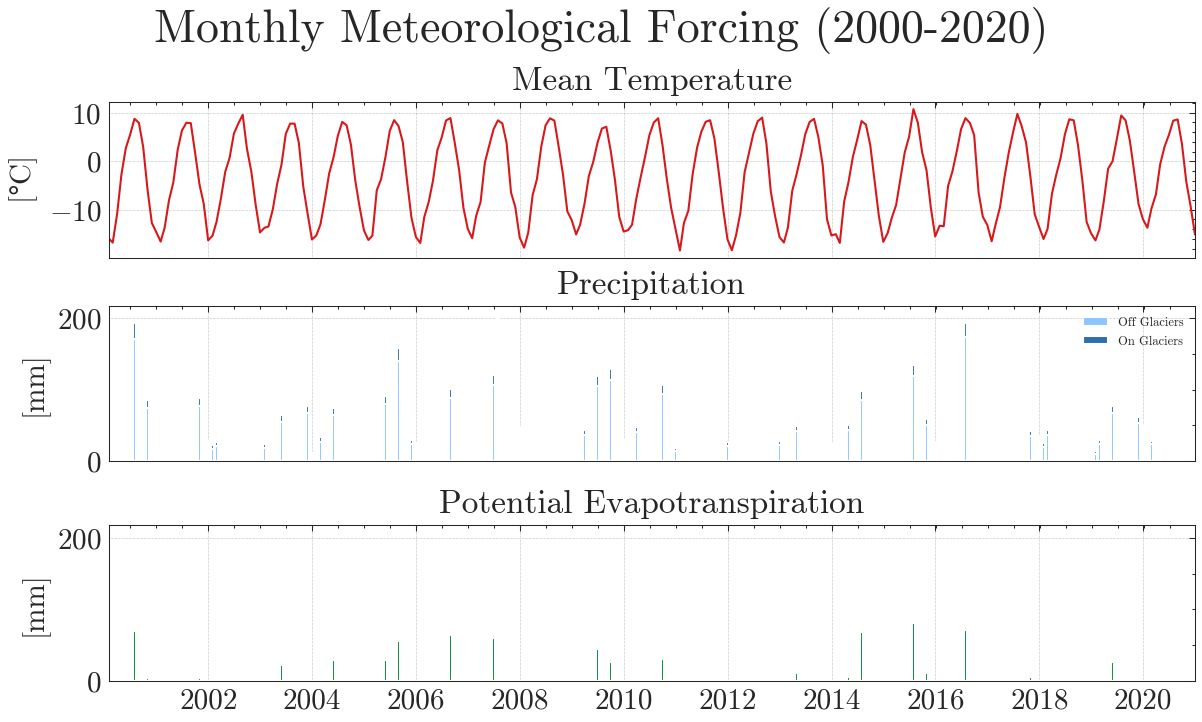 Monthly Meteorological Forcing (2000-2020)
Mean Temperature
10
0
−10
[°C]
Precipitation
200
0
[mm]
Off Glaciers
On Glaciers
Potential Evapotranspiration
200
0
[mm]
2002 2004 2006 2008 2010 2012 2014 2016 2018 2020